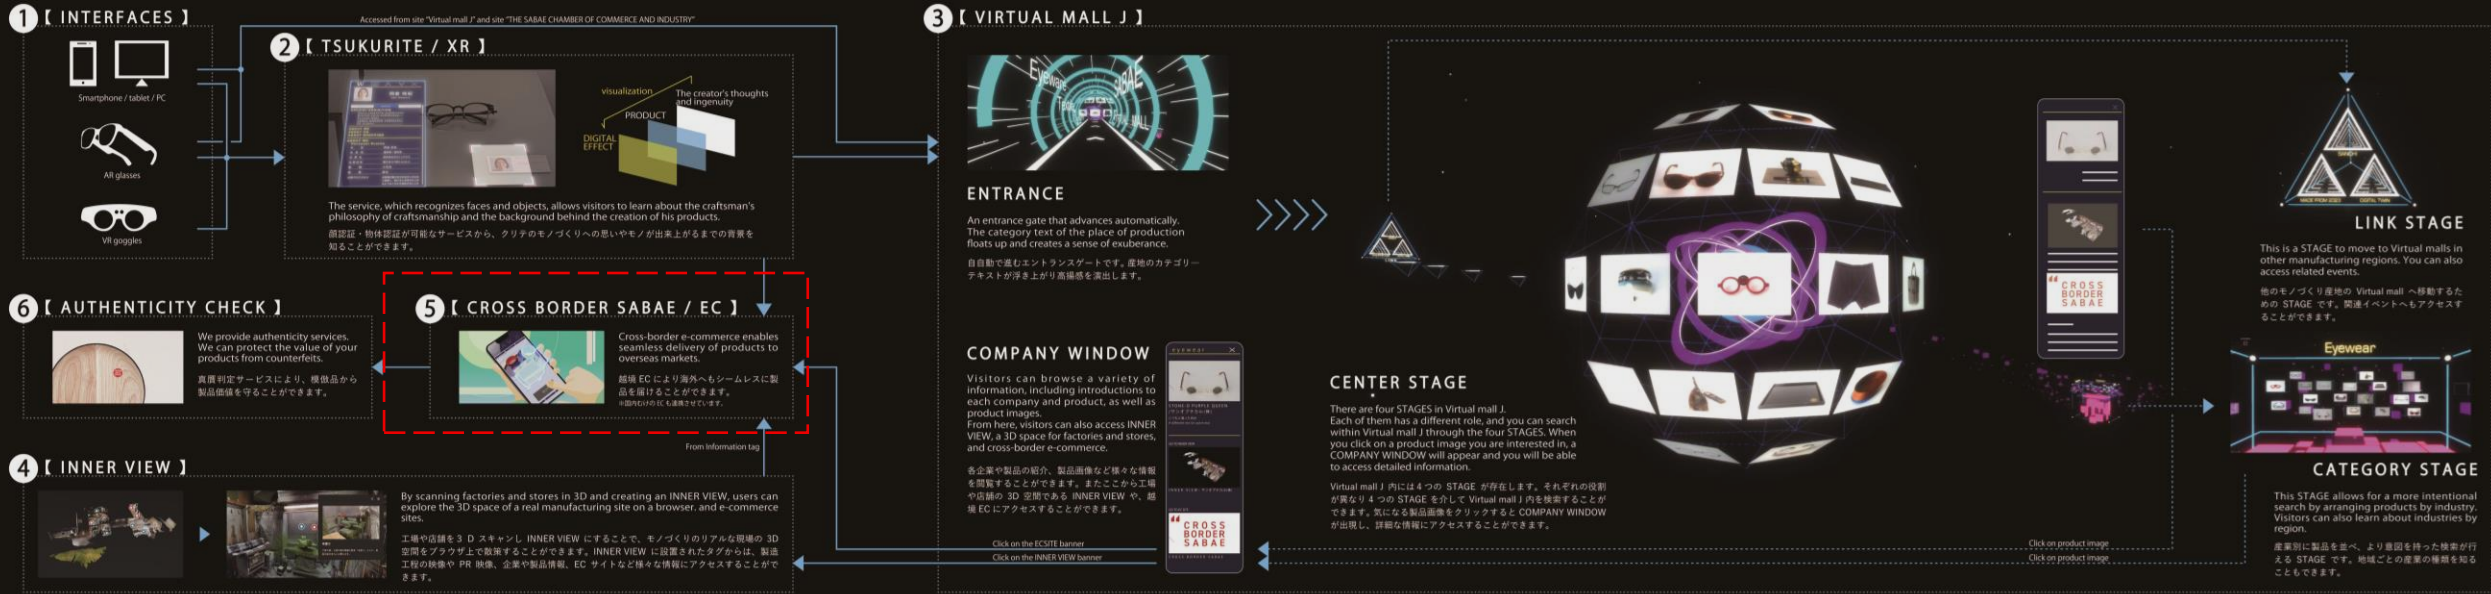 1 【 INTERFACES 】
Smartphone / tablet / PC
AR glasses
VR goggles
Accessed from site "Virtual mall J" and site "THE SABAE CHAMBER OF COMMERCE AND INDUSTRY"
2 【 TSUKURITE / XR 】
visualization
The creator's thoughts
and ingenuity
PRODUCT
DIGITAL
EFFECT
The service, which recognizes faces and objects, allows visitors to learn about the craftsman's
philosophy of craftsmanship and the background behind the creation of his products.
顔認証・物体認証が可能なサービスから、クリテのモノづくりへの思いやモノが出来上がるまでの背景を
知ることができます。
6 【 AUTHENTICITY CHECK 】
We provide authenticity services.
We can protect the value of your
products from counterfeits.
真贋判定サービスにより、模倣品から
製品価値を守ることができます。
5 【 CROSS BORDER SABAE / EC 】
Cross-border e-commerce enables
seamless delivery of products to
overseas markets.
越境 EC により海外へもシームレスに製
品を届けることができます。
※国内むけの EC も連携させています。
From Information tag
4 【 INNER VIEW 】
By scanning factories and stores in 3D and creating an INNER VIEW, users can
explore the 3D space of a real manufacturing site on a browser. and e-commerce
sites.
工場や店舗を 3 D スキャンし INNER VIEW にすることで、モノづくりのリアルな現場の 3D
空間をブラウザ上で散策することができます。INNER VIEW に設置されたタグからは、製造
工程の映像や PR 映像、企業や製品情報、EC サイトなど様々な情報にアクセスすることがで
きます。
3 【 VIRTUAL MALL J 】
Eyeware
SABAE
MALL
ENTRANCE
An entrance gate that advances automatically.
The category text of the place of production
floats up and creates a sense of exuberance.
自自動で進むエントランスゲートです。産地のカテゴリー
テキストが浮き上がり高揚感を演出します。
COMPANY WINDOW
Visitors can browse a variety of
information, including introductions to
each company and product, as well as
product images.
From here, visitors can also access INNER
VIEW, a 3D space for factories and stores,
and cross-border e-commerce.
各企業や製品の紹介、製品画像など様々な情報
を閲覧することができます。またここから工場
や店舗の 3D 空間である INNER VIEW や、越
境 EC にアクセスすることができます。
Click on the ECSITE banner
Click on the INNER VIEW banner
eyewear
CROSS
BORDER
SABAE
CENTER STAGE
There are four STAGES in Virtual mall J.
Each of them has a different role, and you can search
within Virtual mall J through the four STAGES. When
you click on a product image you are interested in, a
COMPANY WINDOW will appear and you will be able
to access detailed information.
Virtual mall J 内には 4 つの STAGE が存在します。それぞれの役割
が異なり 4 つの STAGE を介して Virtual mall J 内を検索することが
できます。気になる製品画像をクリックすると COMPANY WINDOW
が出現し、詳細な情報にアクセスすることができます。
CROSS
BORDER
SABAE
Click on product image
Click on product image
LINK STAGE
This is a STAGE to move to Virtual malls in
other manufacturing regions. You can also
access related events.
他のモノづくり産地の Virtual mall へ移動するた
めの STAGE です。関連イベントへもアクセスす
ることができます。
Eyewear
CATEGORY STAGE
This STAGE allows for a more intentional
search by arranging products by industry.
Visitors can also learn about industries by
region.
産業別に製品を並べ、より意図を持った検索が行
える STAGE です。地域ごとの産業の種類を知る
こともできます。